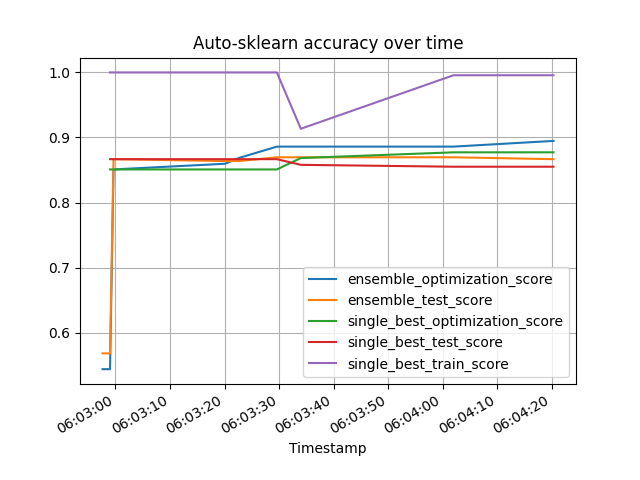 Auto-sklearn accuracy over time
1.0
0.9
0.8
0.7
0.6
ensemble_optimization_score
ensemble_test_score
single_best_optimization_score
single_best_test_score
single_best_train_score
06:03:00
06:03:10
06:03:20
06:03:30
06:03:40
06:03:50
06:04:00
06:04:10
06:04:20
Timestamp